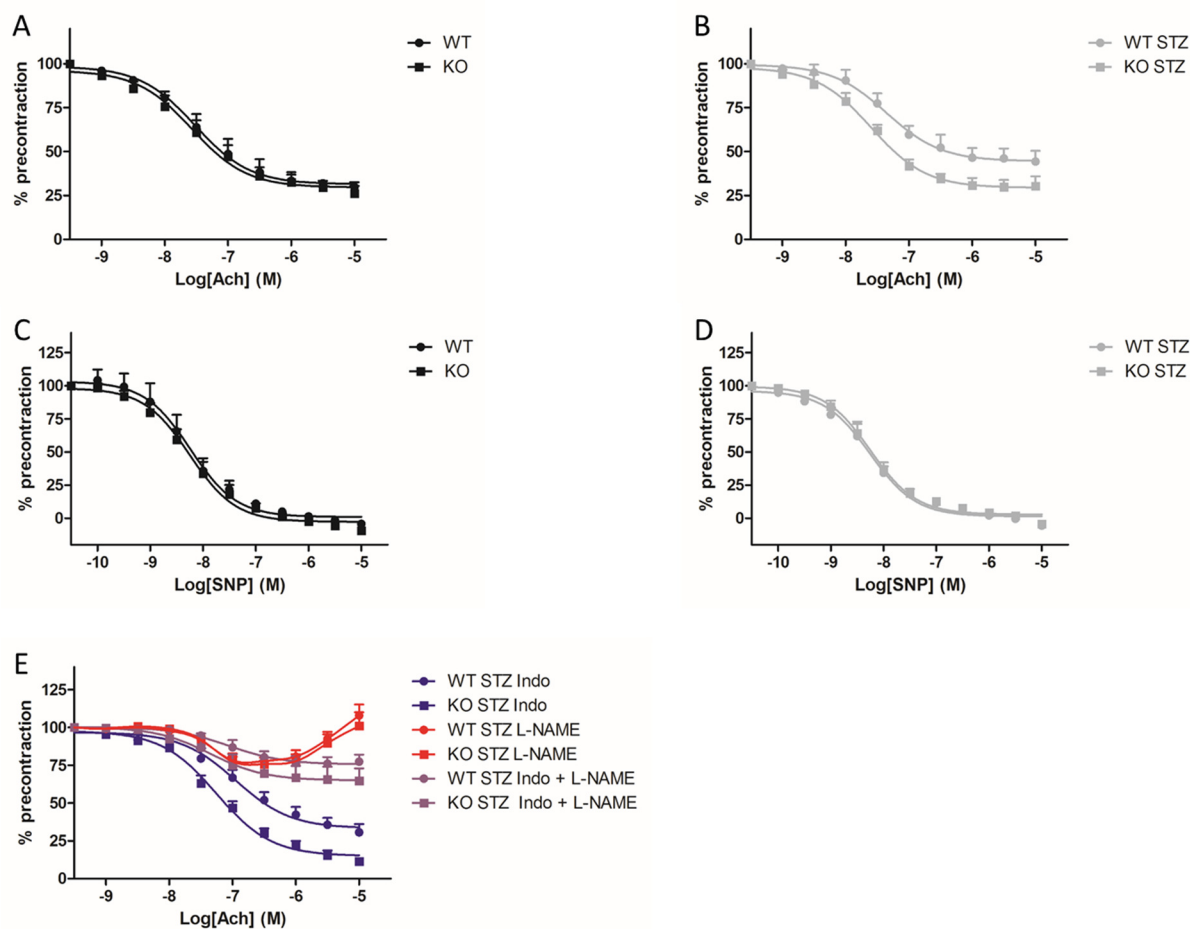 A
WT
KO
% precontraction
100
75
50
25
0
-9
-8
-7
-6
-5
Log[Ach] (M)
B
WT STZ
KO STZ
% precontraction
100
75
50
25
0
-9
-8
-7
-6
-5
Log[Ach] (M)
C
WT
KO
% precontraction
125
100
75
50
25
0
-10
-9
-8
-7
-6
-5
Log[SNP] (M)
D
WT STZ
KO STZ
% precontraction
125
100
75
50
25
0
-10
-9
-8
-7
-6
-5
Log[SNP] (M)
E
WT STZ Indo
KO STZ Indo
WT STZ L-NAME
KO STZ L-NAME
WT STZ Indo + L-NAME
KO STZ Indo + L-NAME
% precontraction
125
100
75
50
25
0
-9
-8
-7
-6
-5
Log[Ach] (M)